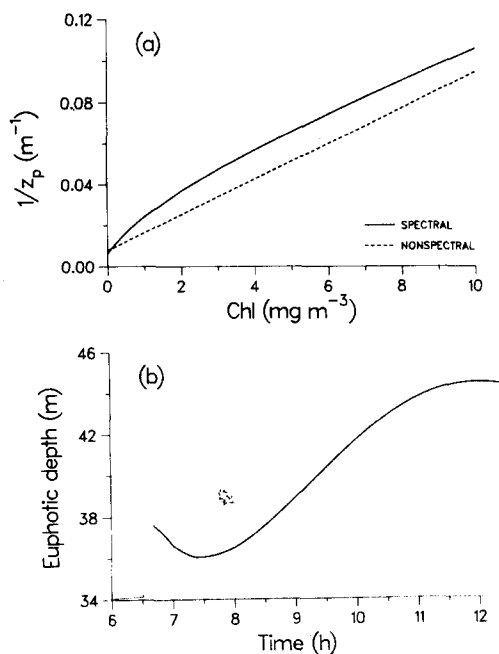 0.12
(a)
0.08
0.04
0.00
1/zp (m⁻¹)
SPECTRAL
NONSPECTRAL
0 2 4 6 8 10
Chl (mg m⁻³)
46
(b)
42
38
34
Euphotic depth (m)
6 7 8 9 10 11 12
Time (h)